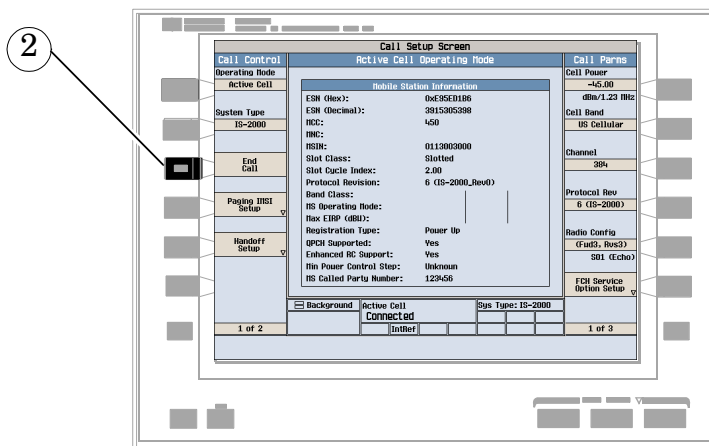 2
Call Setup Screen
Call Control
Active Cell Operating Mode
Call Parms
Operating Mode
Active Cell
System Type
IS-2000
End
Call
Paging IMSI
Setup
Handoff
Setup
1 of 2
Mobile Station Information
ESN (Hex): 0xE95ED1B6
ESN (Decimal): 3915305398
MCC: 450
MNC:
MSIN: 0113003000
Slot Class: Slotted
Slot Cycle Index: 2.00
Protocol Revision: 6 (IS-2000_Rev0)
Band Class:
MS Operating Mode:
Max EIRP (dBW):
Registration Type: Power Up
QPCH Supported: Yes
Enhanced RC Support: Yes
Min Power Control Step: Unknown
MS Called Party Number: 123456
Background
Active Cell
Connected
Sys Type: IS-2000
IntRef
Cell Power
-45.00
dBm/1.23 MHz
Cell Band
US Cellular
Channel
384
Protocol Rev
6 (IS-2000)
Radio Config
(Fwd3, Rvs3)
SO1 (Echo)
FCH Service
Option Setup
1 of 3